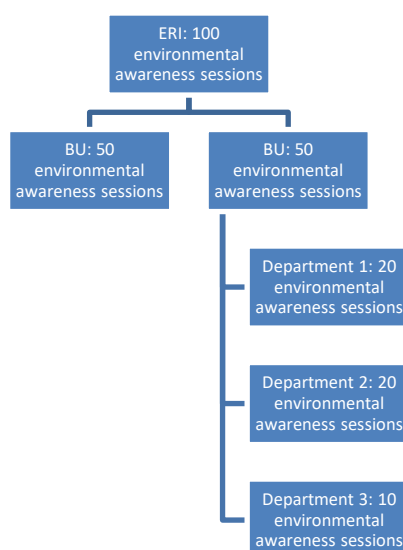 ERI: 100
environmental
awareness sessions
BU: 50
environmental
awareness sessions
BU: 50
environmental
awareness sessions
Department 1: 20
environmental
awareness sessions
Department 2: 20
environmental
awareness sessions
Department 3: 10
environmental
awareness sessions